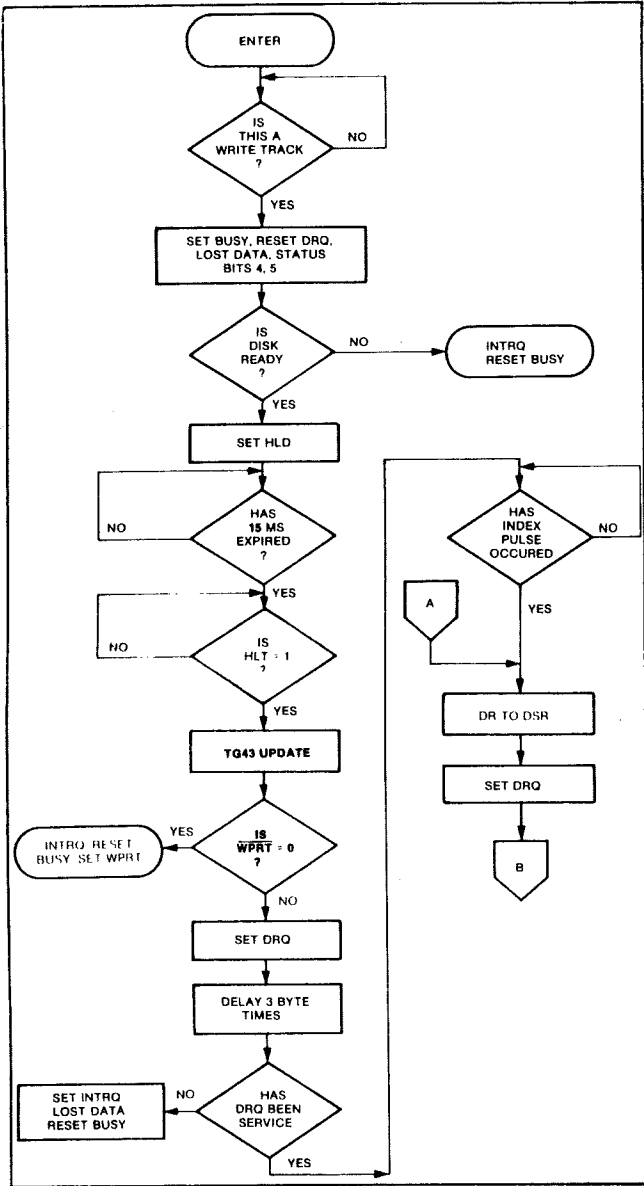 ENTER
IS
THIS A
WRITE TRACK
?
NO
YES
SET BUSY, RESET DRQ,
LOST DATA, STATUS
BITS 4, 5
IS
DISK
READY
?
NO
INTRQ
RESET BUSY
YES
SET HLD
HAS
15 MS
EXPIRED
?
NO
YES
IS
HLT = 1
?
NO
YES
TG43 UPDATE
IS
WPRT = 0
?
YES
INTRQ RESET
BUSY SET WPRT
NO
SET DRQ
DELAY 3 BYTE
TIMES
HAS
DRQ BEEN
SERVICE
NO
SET INTRQ
LOST DATA
RESET BUSY
YES
HAS
INDEX
PULSE
OCCURED
NO
YES
A
DR TO DSR
SET DRQ
B